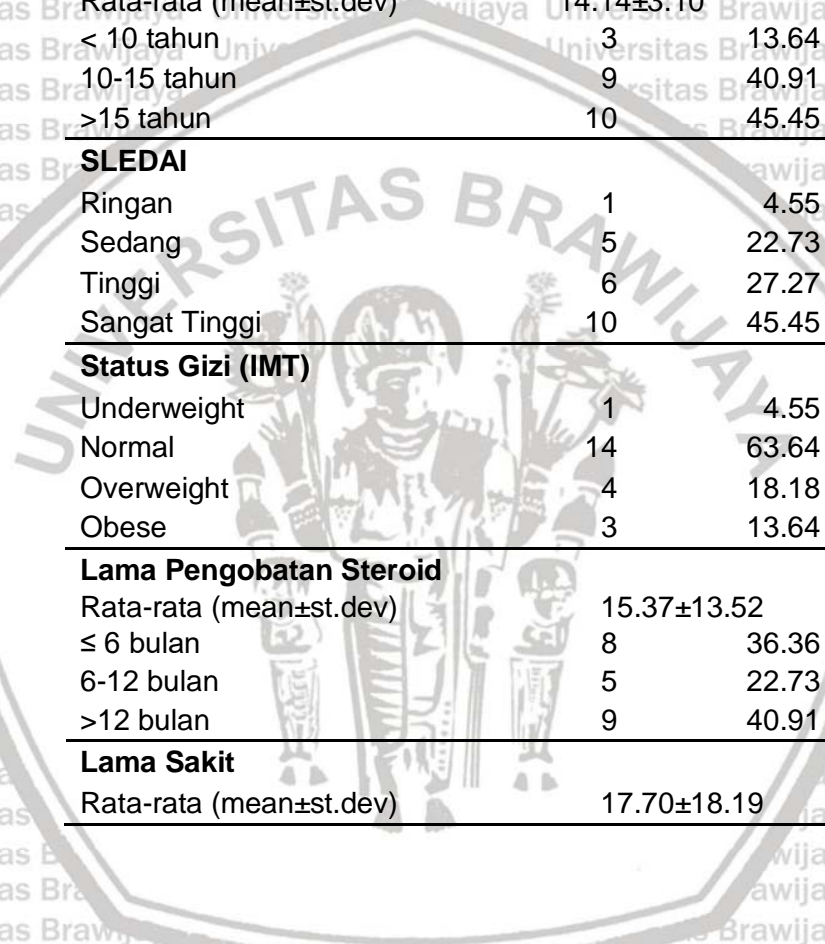 Rata-rata (mean±st.dev) 14.14±3.10
< 10 tahun 3 13.64
10-15 tahun 9 40.91
>15 tahun 10 45.45
SLEDAI
Ringan 1 4.55
Sedang 5 22.73
Tinggi 6 27.27
Sangat Tinggi 10 45.45
Status Gizi (IMT)
Underweight 1 4.55
Normal 14 63.64
Overweight 4 18.18
Obese 3 13.64
Lama Pengobatan Steroid
Rata-rata (mean±st.dev) 15.37±13.52
≤ 6 bulan 8 36.36
6-12 bulan 5 22.73
>12 bulan 9 40.91
Lama Sakit
Rata-rata (mean±st.dev) 17.70±18.19
UNIVERSITAS BRAWIJAYA